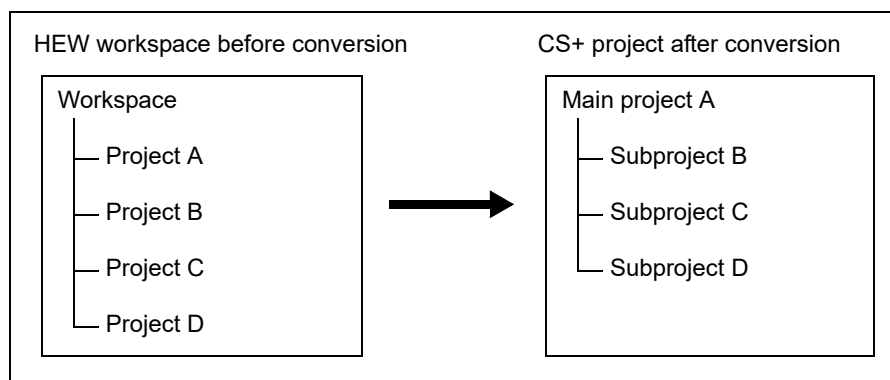 HEW workspace before conversion
Workspace
Project A
Project B
Project C
Project D
CS+ project after conversion
Main project A
Subproject B
Subproject C
Subproject D